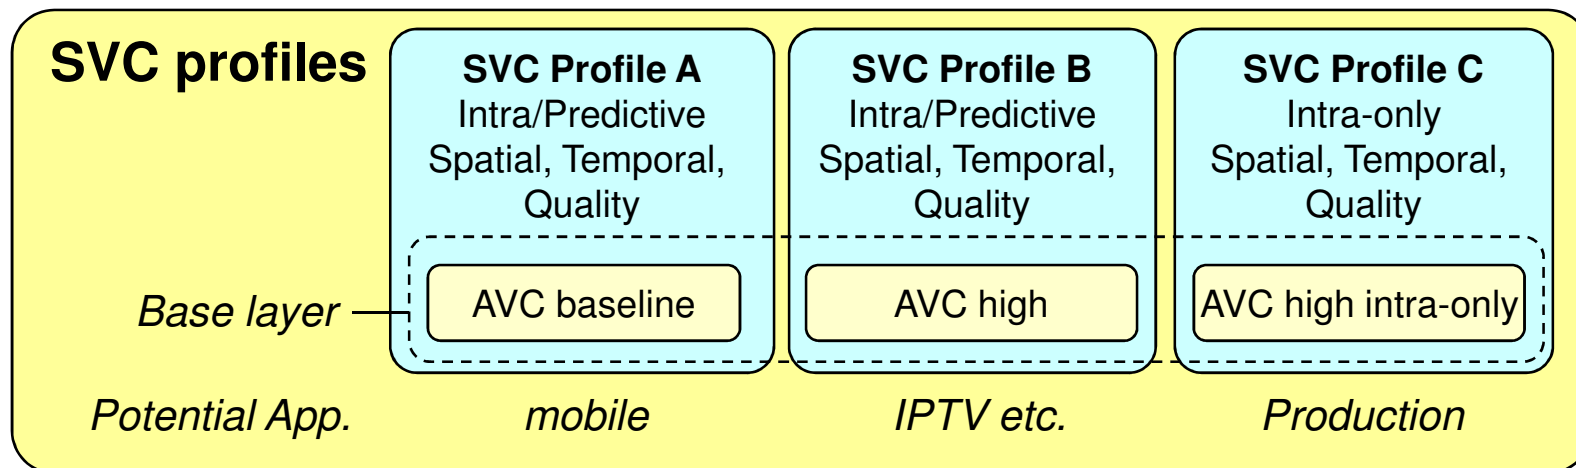 SVC profiles
SVC Profile A
Intra/Predictive
Spatial, Temporal,
Quality
SVC Profile B
Intra/Predictive
Spatial, Temporal,
Quality
SVC Profile C
Intra-only
Spatial, Temporal,
Quality
Base layer
AVC baseline
AVC high
AVC high intra-only
Potential App.
mobile
IPTV etc.
Production